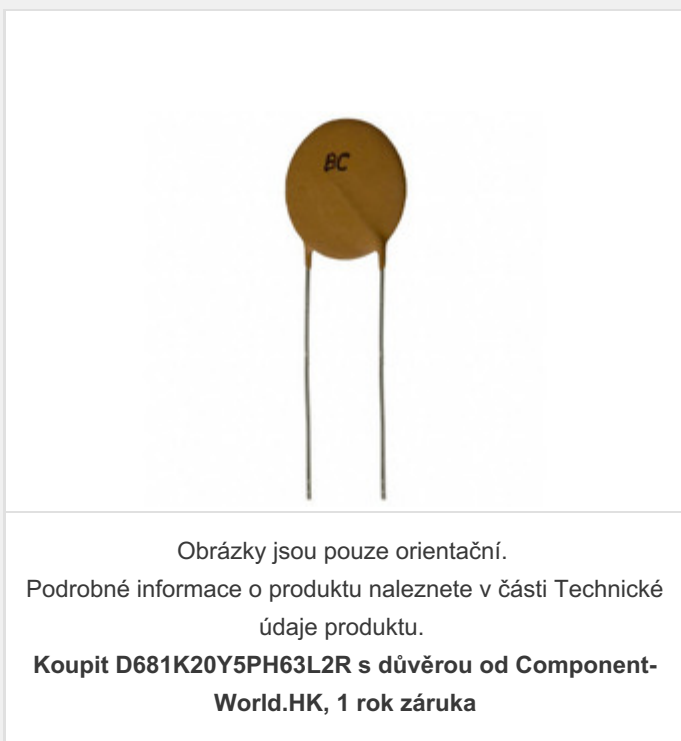 BC
Obrázky jsou pouze orientační.
Podrobné informace o produktu naleznete v části Technické
údaje produktu.
Koupit D681K20Y5PH63L2R s důvěrou od Component-
World.HK, 1 rok záruka